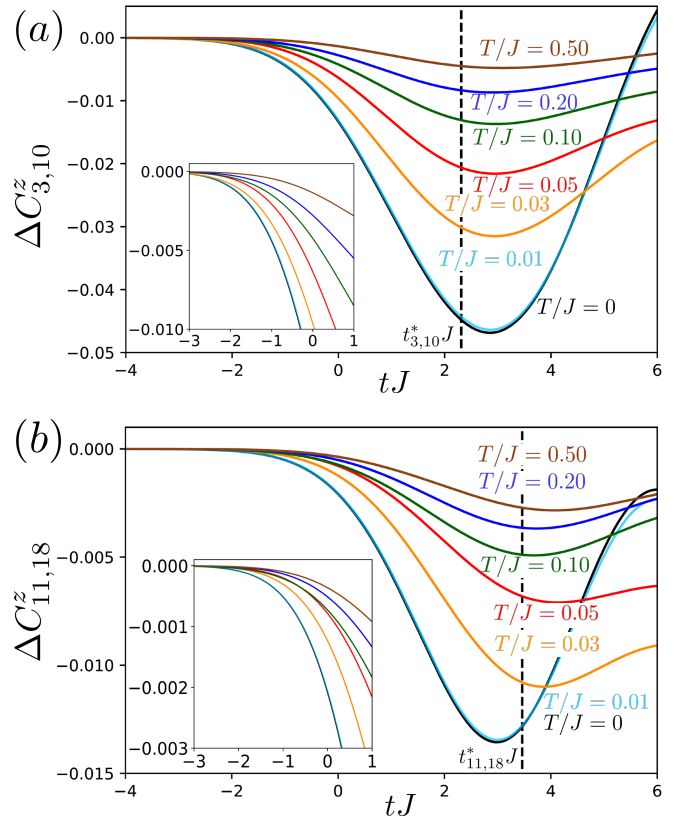 (a)
0.00
−0.01
−0.02
−0.03
−0.04
−0.05
ΔC^z_{3,10}
T/J = 0.50
T/J = 0.20
T/J = 0.10
T/J = 0.05
T/J = 0.03
T/J = 0.01
T/J = 0
t*_{3,10}J
0.000
−0.005
−0.010
−3 −2 −1 0 1
−4 −2 0 2 4 6
tJ
(b)
0.000
−0.005
−0.010
−0.015
ΔC^z_{11,18}
T/J = 0.50
T/J = 0.20
T/J = 0.10
T/J = 0.05
T/J = 0.03
T/J = 0.01
T/J = 0
t*_{11,18}J
0.000
−0.001
−0.002
−0.003
−3 −2 −1 0 1
−4 −2 0 2 4 6
tJ